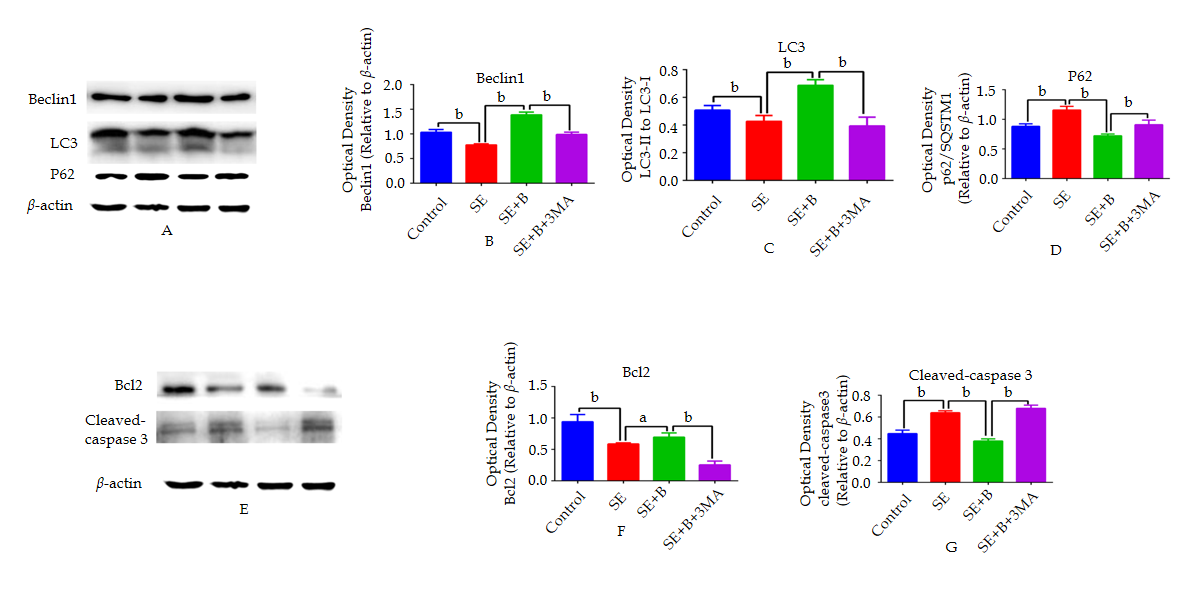 Beclin1
LC3
P62
β-actin
A
Optical Density
Beclin1 (Relative to β-actin)
Beclin1
2.0
1.5
1.0
0.5
0.0
b
b
b
Control
SE
SE+B
SE+B+3MA
B
Optical Density
LC3-II to LC3-I
LC3
0.8
0.6
0.4
0.2
0.0
b
b
b
Control
SE
SE+B
SE+B+3MA
C
Optical Density
p62/SQSTM1
(Relative to β-actin)
P62
1.5
1.0
0.5
0.0
b
b
b
Control
SE
SE+B
SE+B+3MA
D
Bcl2
Cleaved-
caspase 3
β-actin
E
Optical Density
Bcl2 (Relative to β-actin)
Bcl2
1.5
1.0
0.5
0.0
b
a
b
Control
SE
SE+B
SE+B+3MA
F
Optical Density
cleaved-caspase3
(Relative to β-actin)
Cleaved-caspase 3
0.8
0.6
0.4
0.2
0.0
b
b
b
Control
SE
SE+B
SE+B+3MA
G